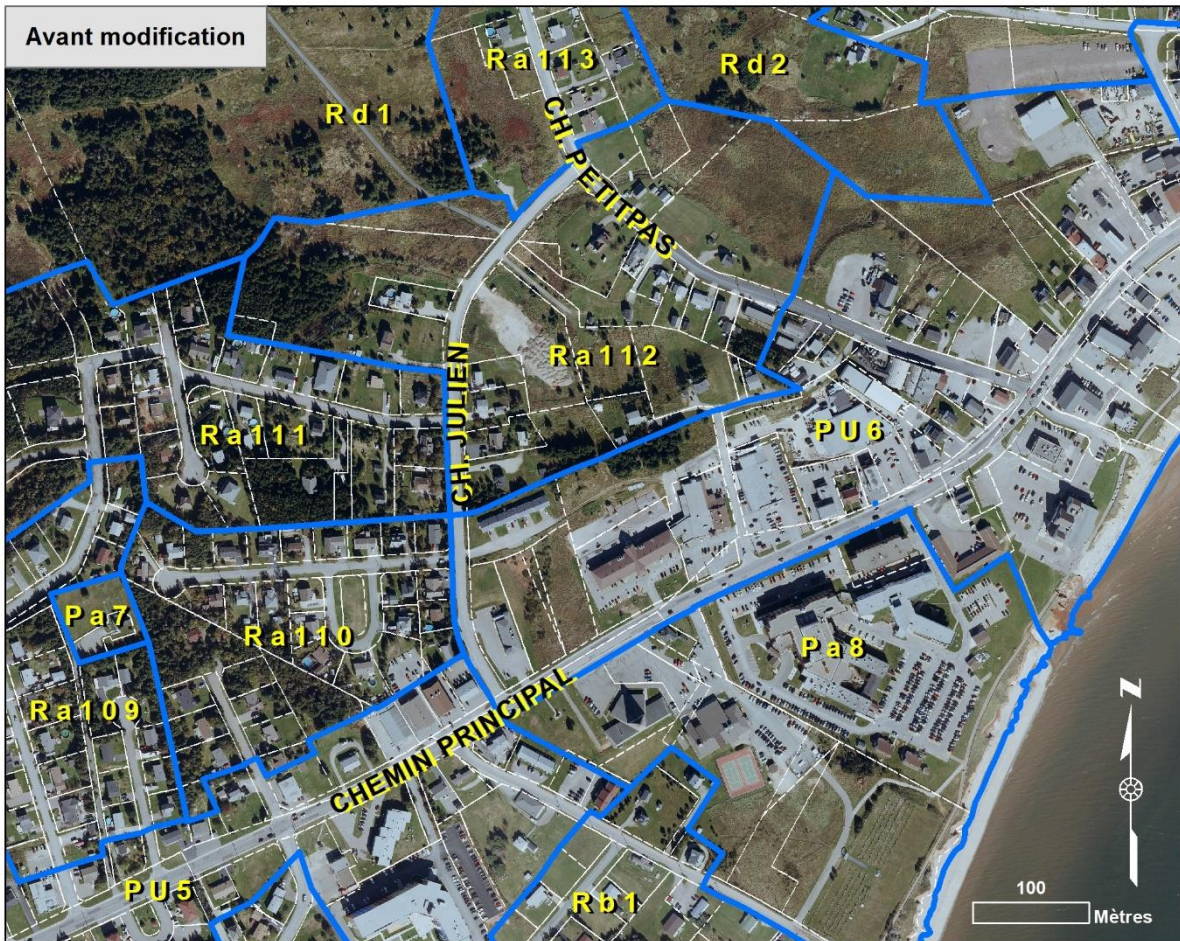 Avant modification
Ra113
Rd2
Rd1
CH. PETITPAS
Ra112
CH. JULIEN
Ra111
PU6
Pa7
Ra110
Pa8
Ra109
CHEMIN PRINCIPAL
PU5
Rb1
N
100
Mètres